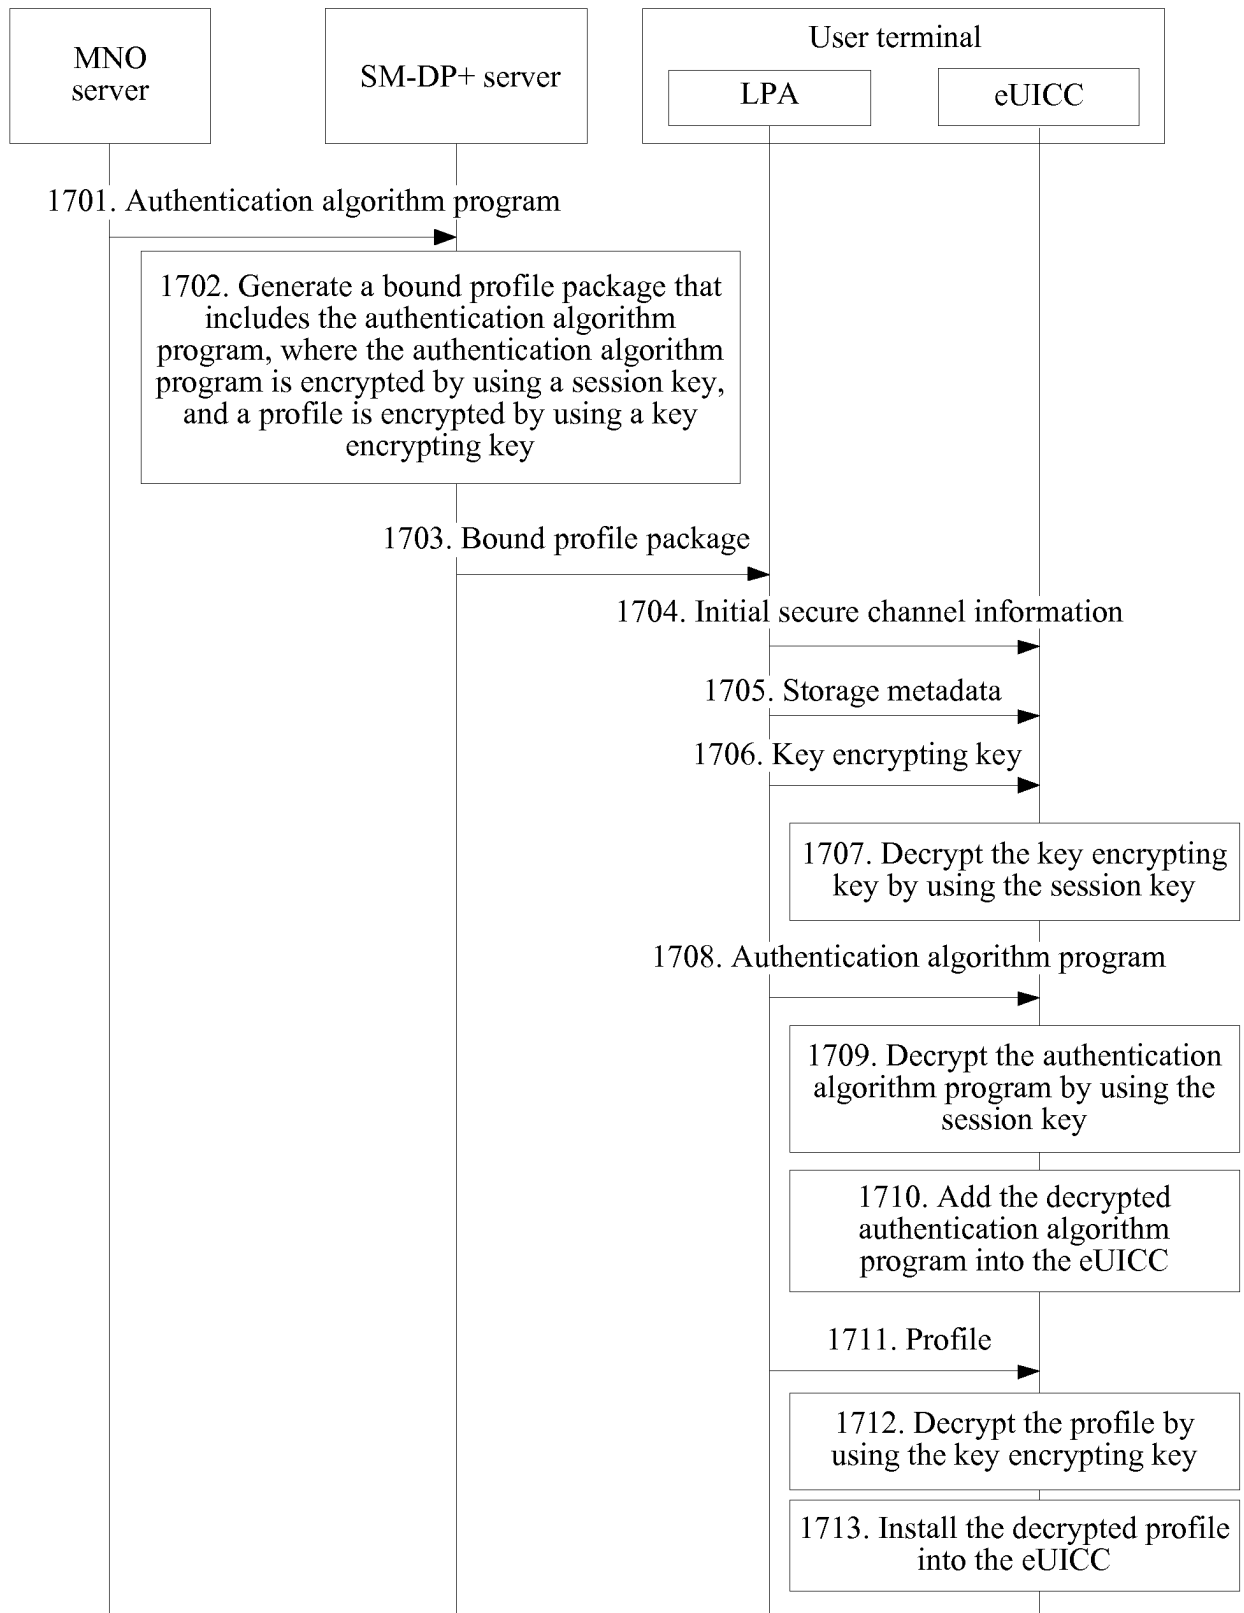 MNO
server
SM-DP+ server
User terminal
LPA
eUICC
1701. Authentication algorithm program
1702. Generate a bound profile package that
includes the authentication algorithm
program, where the authentication algorithm
program is encrypted by using a session key,
and a profile is encrypted by using a key
encrypting key
1703. Bound profile package
1704. Initial secure channel information
1705. Storage metadata
1706. Key encrypting key
1707. Decrypt the key encrypting
key by using the session key
1708. Authentication algorithm program
1709. Decrypt the authentication
algorithm program by using the
session key
1710. Add the decrypted
authentication algorithm
program into the eUICC
1711. Profile
1712. Decrypt the profile by
using the key encrypting key
1713. Install the decrypted profile
into the eUICC